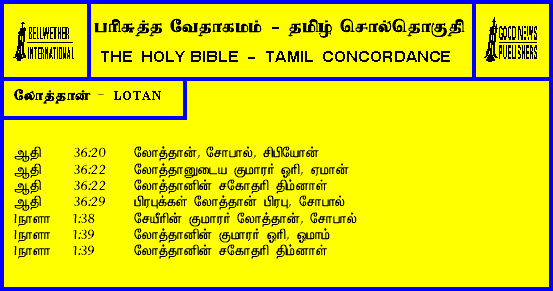 BELLWETHER
INTERNATIONAL
பரிசுத்த வேதாகமம் - தமிழ் சொல்தொகுதி
THE HOLY BIBLE - TAMIL CONCORDANCE
GOOD NEWS
PUBLISHERS
லோத்தான் - LOTAN
ஆதி 36:20 லோத்தான், சோபால், சிபியோன்
ஆதி 36:22 லோத்தானுடைய குமாரர் ஓரி, ஏமான்
ஆதி 36:22 லோத்தானின் சகோதரி திம்னாள்
ஆதி 36:29 பிரபுக்கள் லோத்தான் பிரபு, சோபால்
1நாளா 1:38 சேயீரின் குமாரர் லோத்தான், சோபால்
1நாளா 1:39 லோத்தானின் குமாரர் ஓரி, ஓமாம்
1நாளா 1:39 லோத்தானின் சகோதரி திம்னாள்